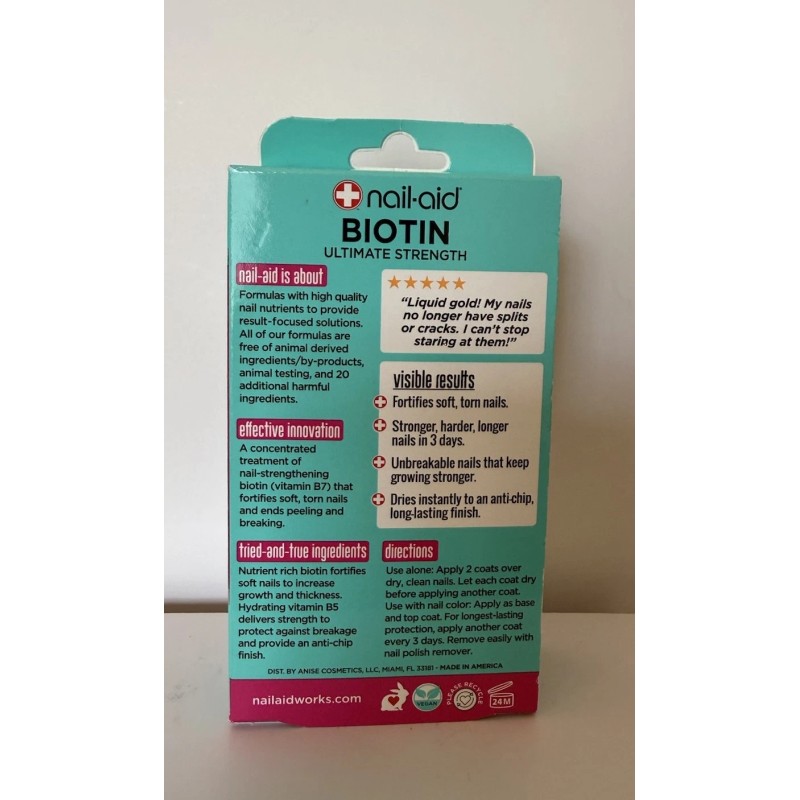 nail-aid
BIOTIN
ULTIMATE STRENGTH
nail-aid is about
Formulas with high quality
nail nutrients to provide
result-focused solutions.
All of our formulas are
free of animal derived
ingredients/by-products,
animal testing, and 20
additional harmful
ingredients.
effective innovation
A concentrated
treatment of
nail-strengthening
biotin (vitamin B7) that
fortifies soft, torn nails
and ends peeling and
breaking.
tried-and-true ingredients
Nutrient rich biotin fortifies
soft nails to increase
growth and thickness.
Hydrating vitamin B5
delivers strength to
protect against breakage
and provide an anti-chip
finish.
“Liquid gold! My nails
no longer have splits
or cracks. I can’t stop
staring at them!”
visible results
Fortifies soft, torn nails.
Stronger, harder, longer
nails in 3 days.
Unbreakable nails that keep
growing stronger.
Dries instantly to an anti-chip,
long-lasting finish.
directions
Use alone: Apply 2 coats over
dry, clean nails. Let each coat dry
before applying another coat.
Use with nail color: Apply as base
and top coat. For longest-lasting
protection, apply another coat
every 3 days. Remove easily with
nail polish remover.
DIST. BY ANISE COSMETICS, LLC, MIAMI, FL 33181 - MADE IN AMERICA
nailaidworks.com
VEGAN
PLEASE RECYCLE
24M